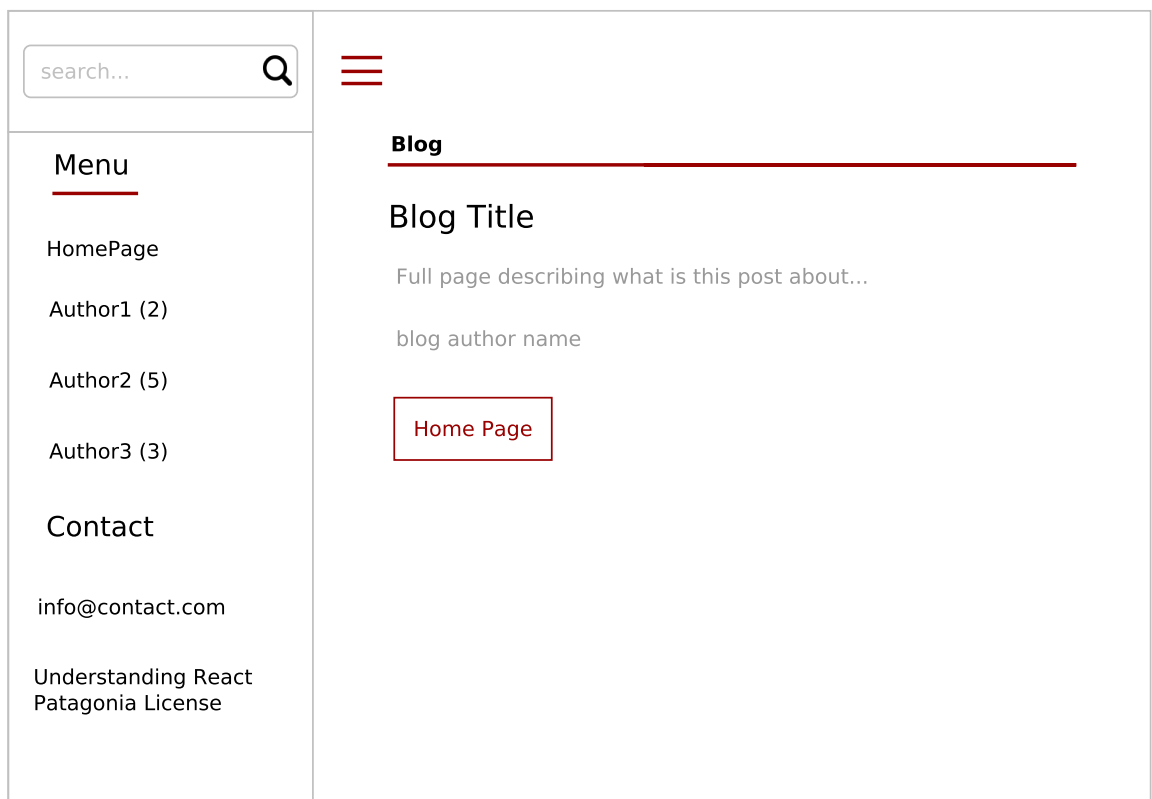 search...
Menu
HomePage
Author1 (2)
Author2 (5)
Author3 (3)
Contact
info@contact.com
Understanding React
Patagonia License
Blog
Blog Title
Full page describing what is this post about...
blog author name
Home Page